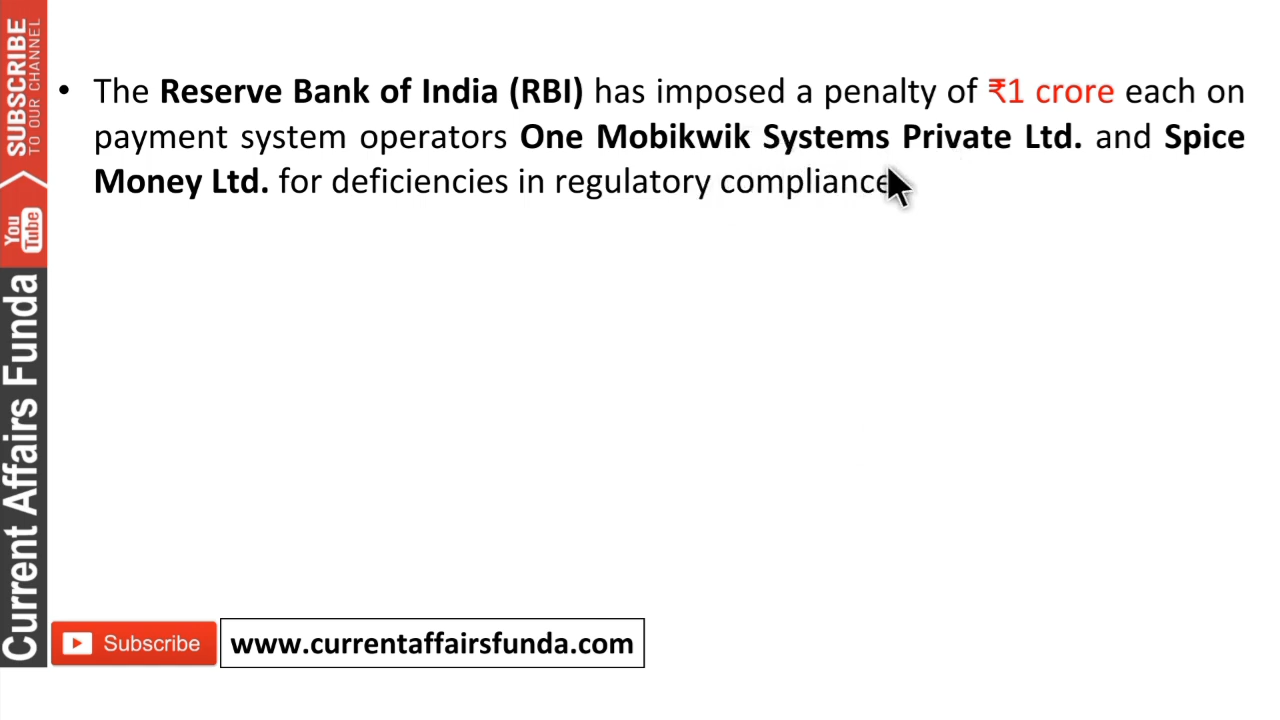 SUBSCRIBE
TO OUR CHANNEL
You
Tube
Current Affairs Funda
• The Reserve Bank of India (RBI) has imposed a penalty of ₹1 crore each on
payment system operators One Mobikwik Systems Private Ltd. and Spice
Money Ltd. for deficiencies in regulatory compliance
Subscribe
www.currentaffairsfunda.com